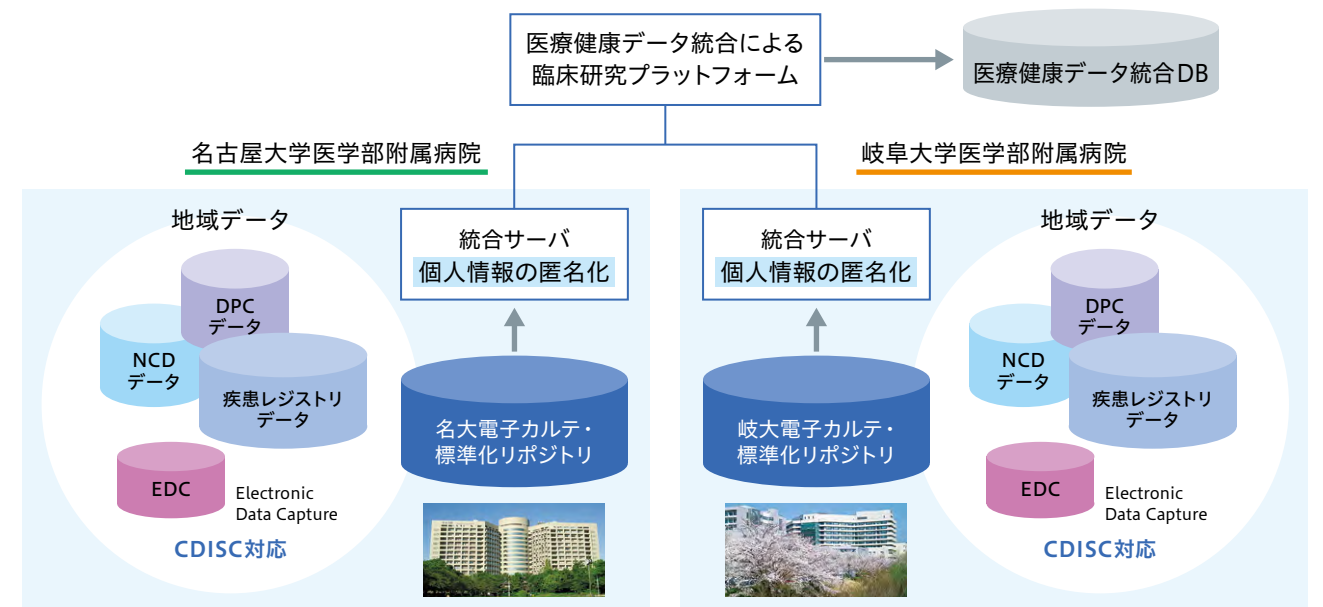 医療健康データ統合による
臨床研究プラットフォーム
医療健康データ統合DB
名古屋大学医学部附属病院
地域データ
DPC
データ
NCD
データ
疾患レジストリ
データ
EDC
Electronic
Data Capture
CDISC対応
統合サーバ
個人情報の匿名化
名大電子カルテ・
標準化リポジトリ
岐阜大学医学部附属病院
統合サーバ
個人情報の匿名化
岐大電子カルテ・
標準化リポジトリ
地域データ
DPC
データ
NCD
データ
疾患レジストリ
データ
EDC
Electronic
Data Capture
CDISC対応